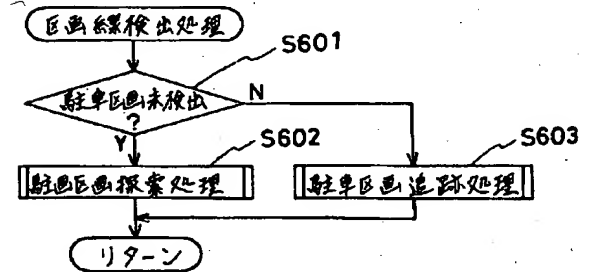 区画線検出処理
S601
駐車区画未検出
?
N
Y
S602
S603
駐画区画探索処理
駐車区画追跡処理
リターン